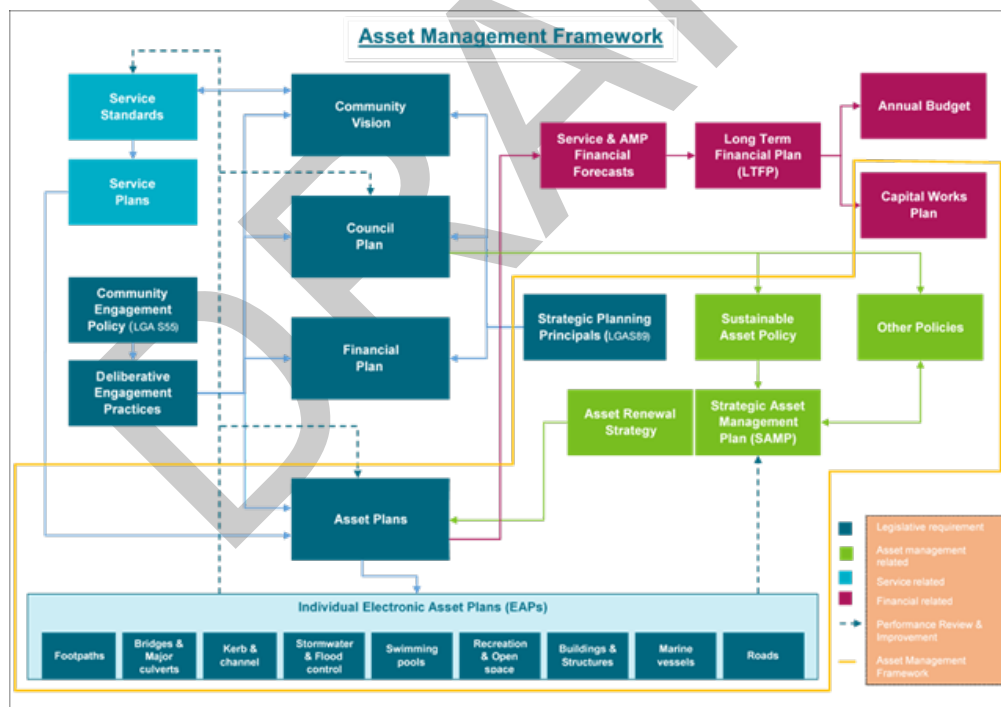 Asset Management Framework
Service
Standards
Community
Vision
Service & AMP
Financial
Forecasts
Long Term
Financial Plan
(LTFP)
Annual Budget
Service
Plans
Council
Plan
Capital Works
Plan
Community
Engagement
Policy (LGA S55)
Strategic Planning
Principals (LGAS89)
Sustainable
Asset Policy
Other Policies
Financial
Plan
Deliberative
Engagement
Practices
Asset Renewal
Strategy
Strategic Asset
Management
Plan (SAMP)
Asset Plans
Legislative requirement
Asset management
related
Service related
Financial related
Performance Review &
Improvement
Asset Management
Framework
Individual Electronic Asset Plans (EAPs)
Footpaths
Bridges &
Major
culverts
Kerb &
channel
Stormwater
& Flood
control
Swimming
pools
Recreation
& Open
space
Buildings &
Structures
Marine
vessels
Roads
DRAF